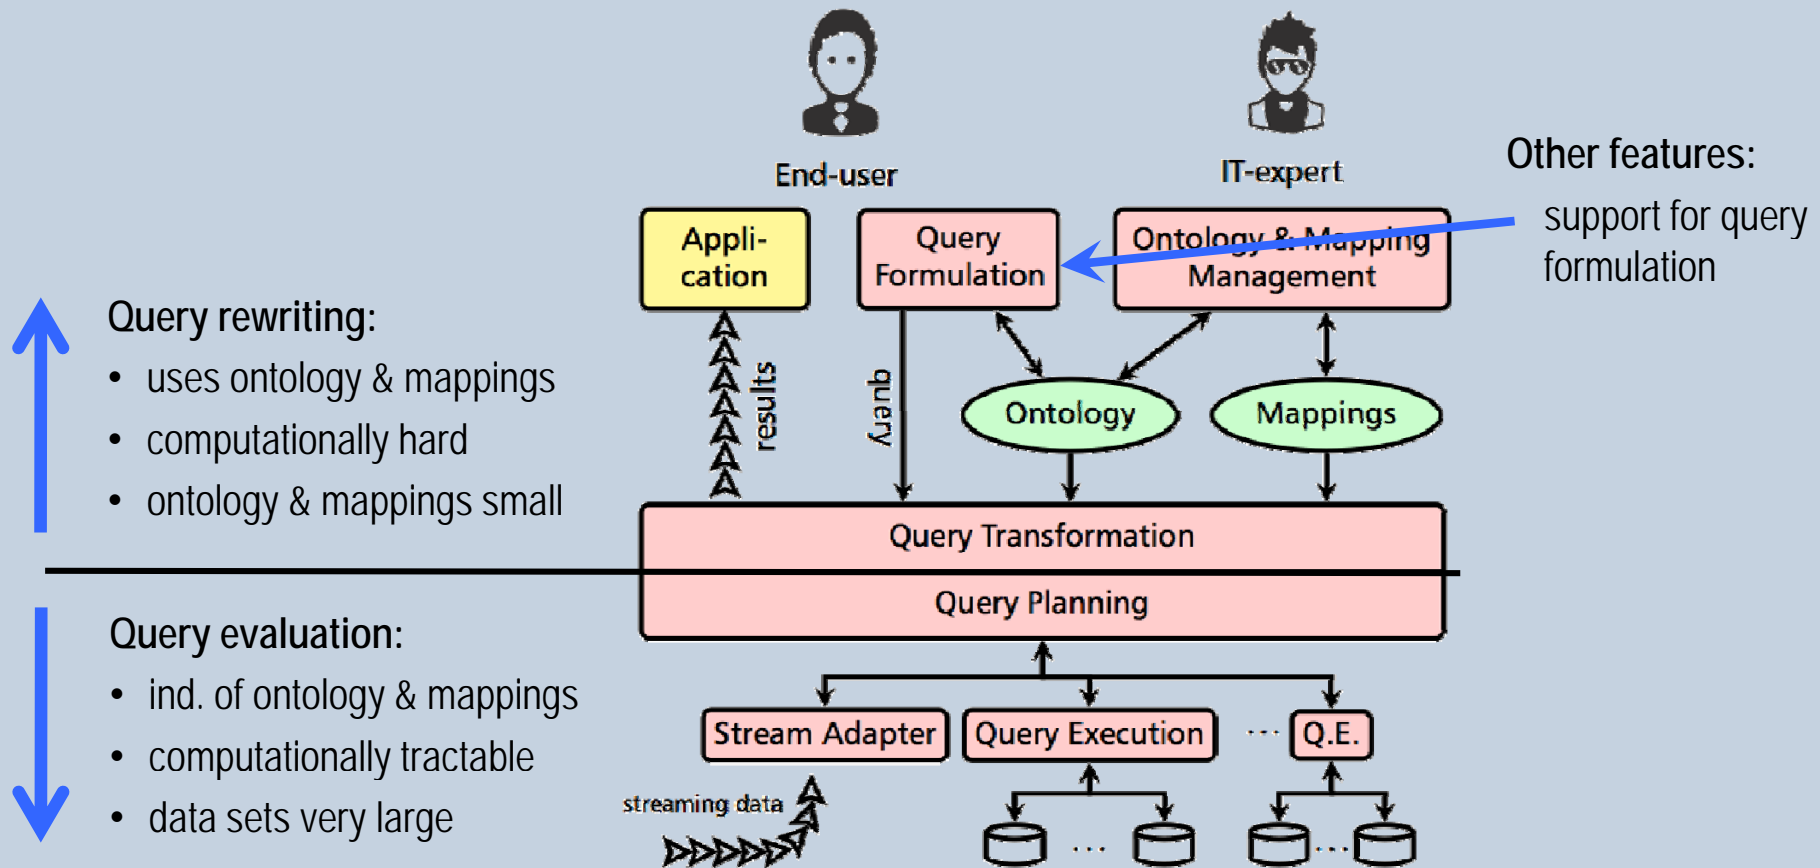 End-user
IT-expert
Other features:
support for query
formulation
Appli-
cation
Query
Formulation
Ontology & Mapping
Management
Query rewriting:
• uses ontology & mappings
• computationally hard
• ontology & mappings small
results
query
Ontology
Mappings
Query Transformation
Query Planning
Query evaluation:
• ind. of ontology & mappings
• computationally tractable
• data sets very large
Stream Adapter
Query Execution
...
Q.E.
streaming data
...
...